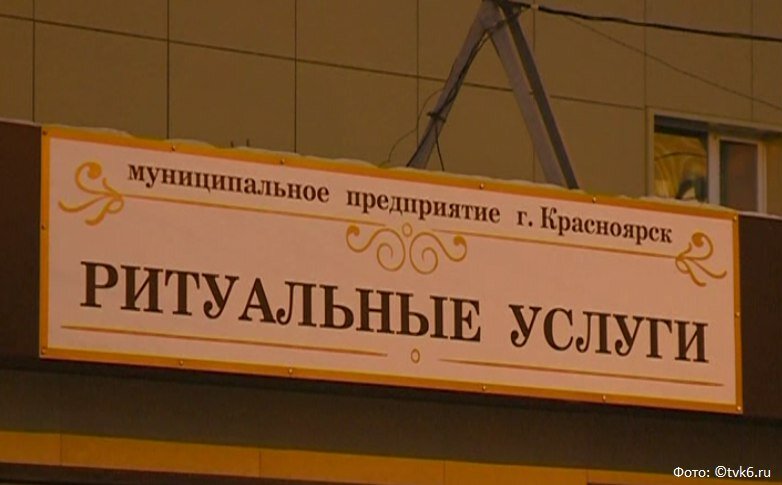 муниципальное предприятие г. Красноярск
РИТУАЛЬНЫЕ УСЛУГИ
Фото: ©tvk6.ru